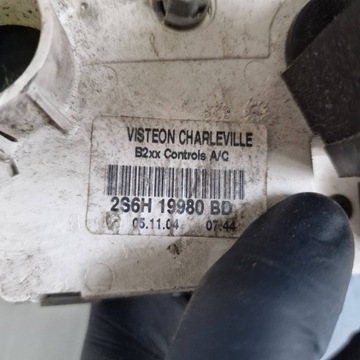 VISTEON CHARLEVILLE
B2xx Controls A/C
2S6H 19980 BD
05.11.04 07:44